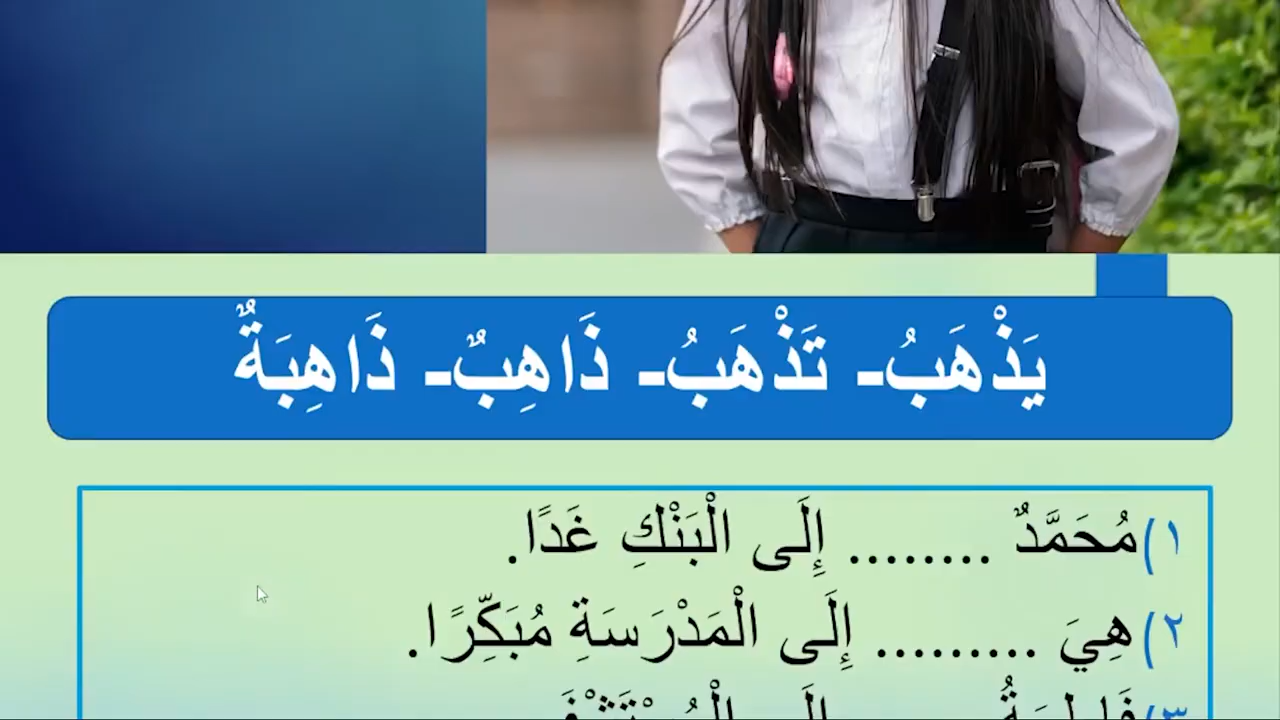 يَذْهَبُ- تَذْهَبُ- ذَاهِبٌ- ذَاهِبَةٌ
١) مُحَمَّدٌ ........ إِلَى الْبَنْكِ غَدًا.
٢) هِيَ ......... إِلَى الْمَدْرَسَةِ مُبَكِّرًا.